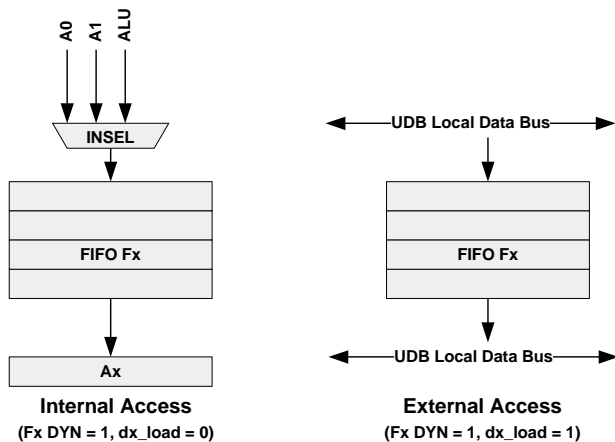 A0
A1
ALU
INSEL
FIFO Fx
Ax
Internal Access
(Fx DYN = 1, dx_load = 0)
UDB Local Data Bus
FIFO Fx
UDB Local Data Bus
External Access
(Fx DYN = 1, dx_load = 1)